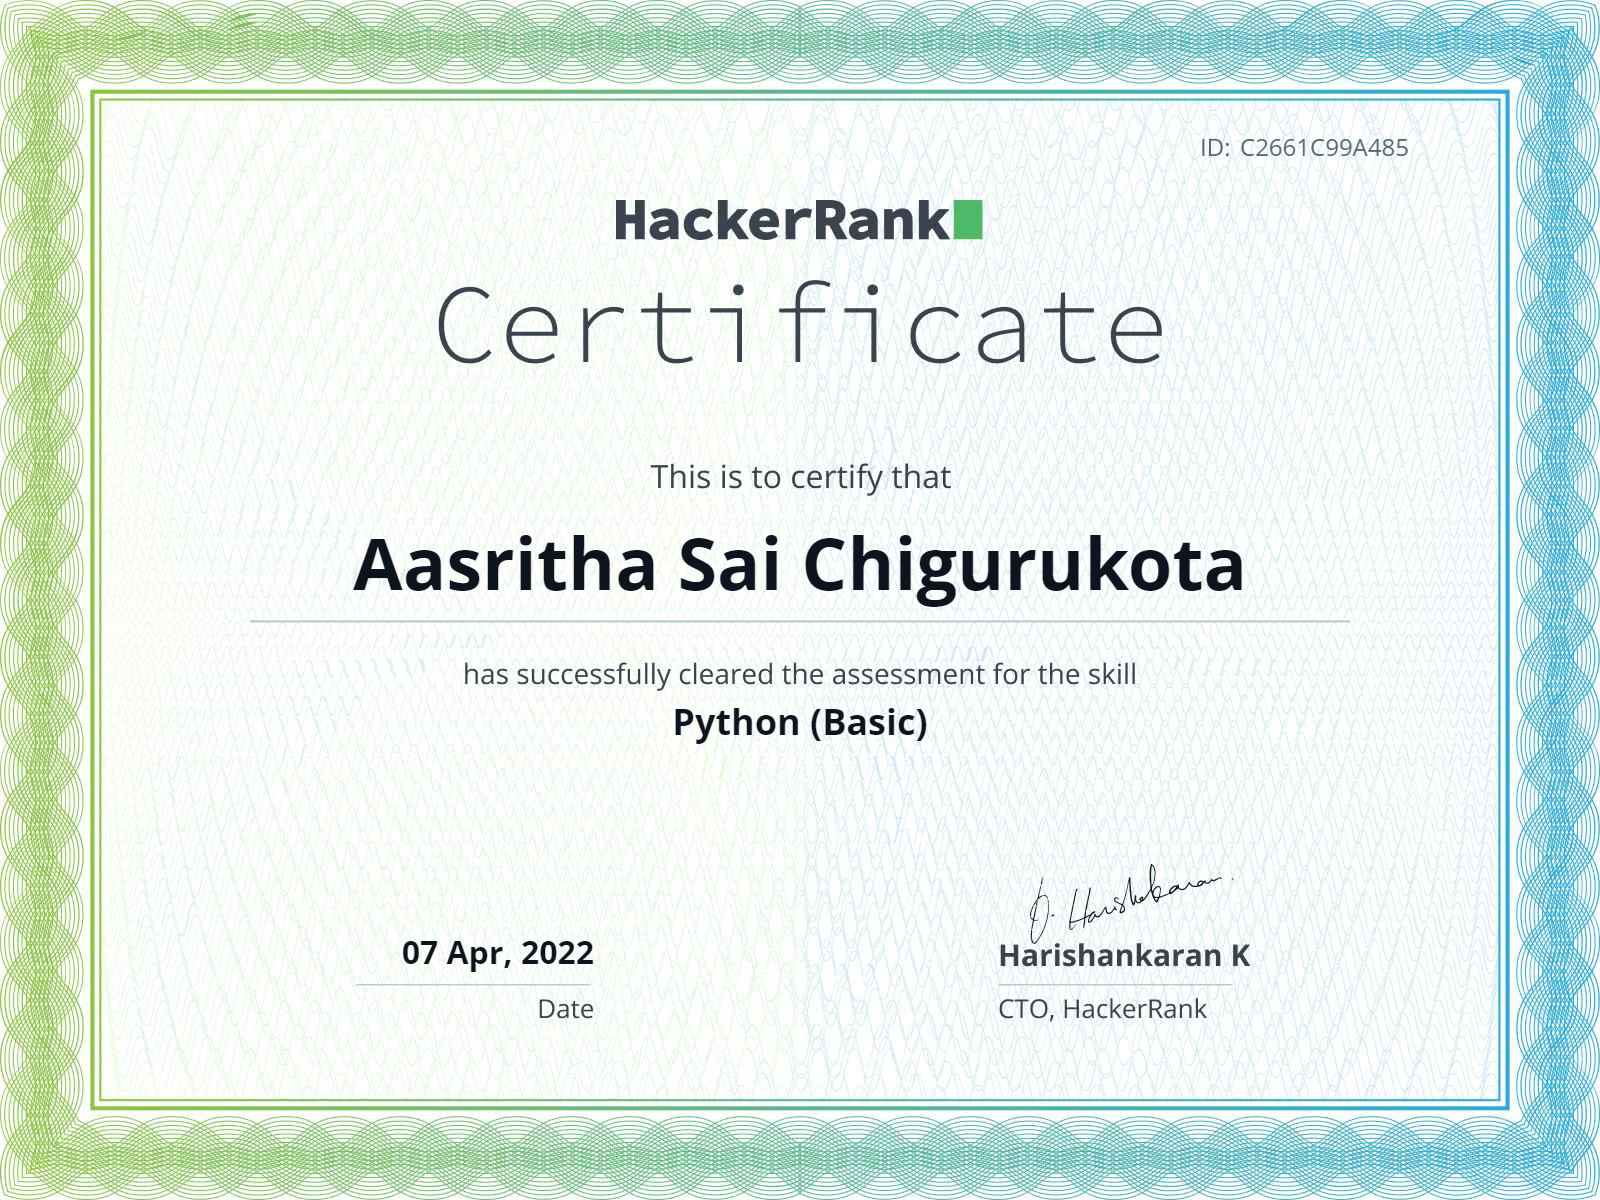 ID: C2661C99A485
HackerRank
Certificate
This is to certify that
Aasritha Sai Chigurukota
has successfully cleared the assessment for the skill
Python (Basic)
Harishankaran
07 Apr, 2022
Harishankaran K
Date
CTO, HackerRank